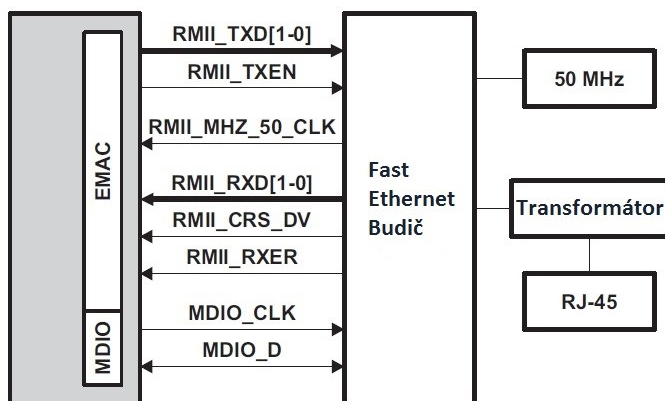 RMII_TXD[1-0]
RMII_TXEN
RMII_MHZ_50_CLK
RMII_RXD[1-0]
RMII_CRS_DV
RMII_RXER
MDIO_CLK
MDIO_D
EMAC
MDIO
Fast
Ethernet
Budič
50 MHz
Transformátor
RJ-45